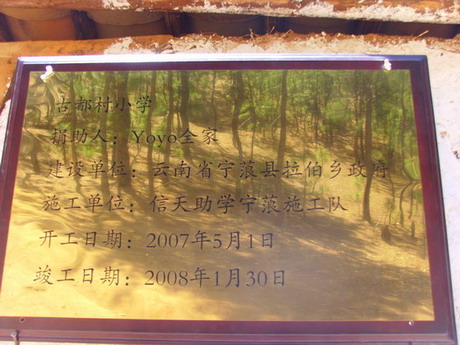 古都村小学
捐助人：Yoyo全家
建设单位：云南省宁蒗县拉伯乡政府
施工单位：信天助学宁蒗施工队
开工日期：2007年5月1日
竣工日期：2008年1月30日